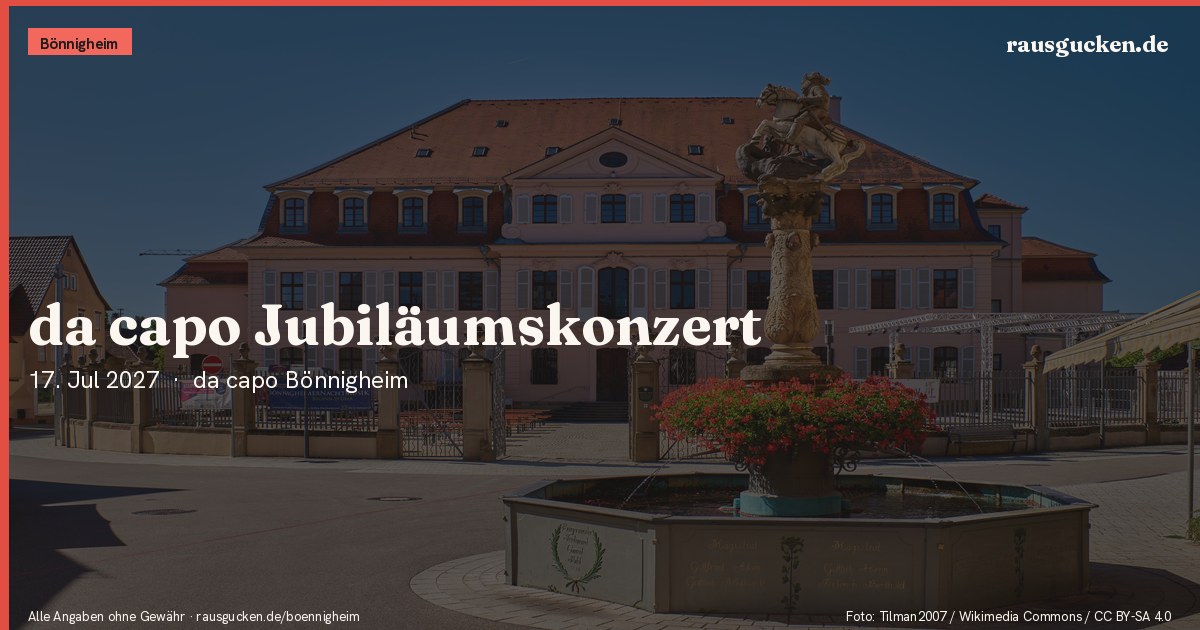 Bönnigheim
rausgucken.de
da capo Jubiläumskonzert
17. Jul 2027 · da capo Bönnigheim
Alle Angaben ohne Gewähr · rausgucken.de/boennigheim
Foto: Tilman2007 / Wikimedia Commons / CC BY-SA 4.0